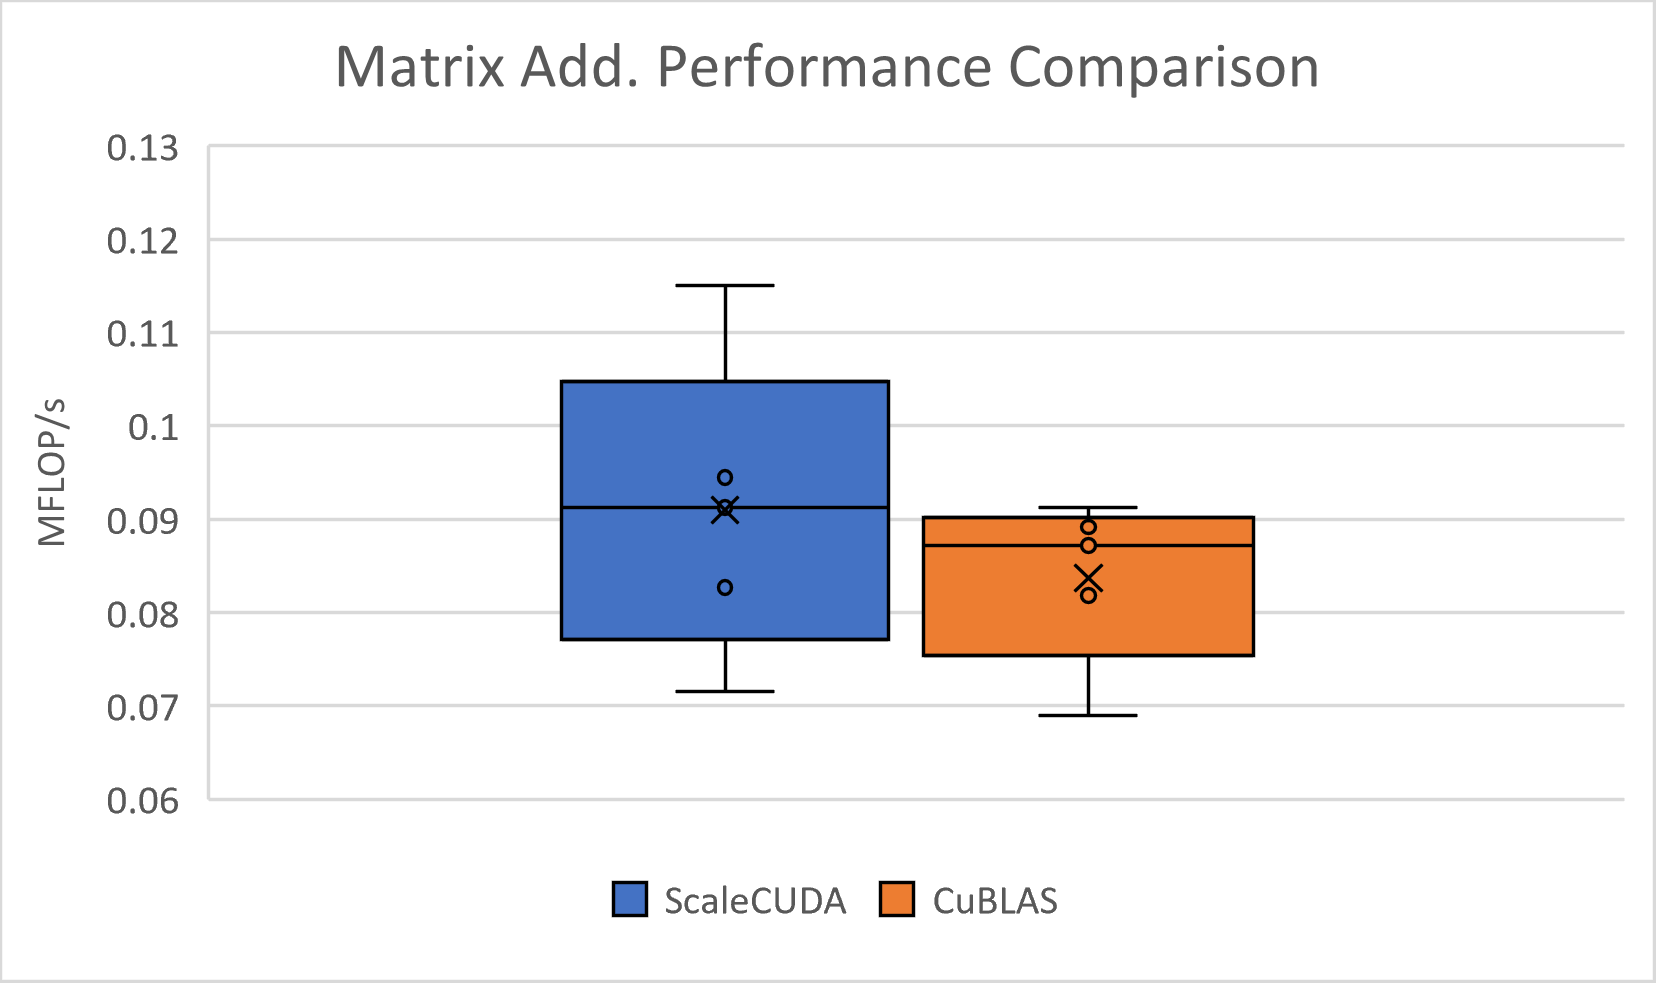 Matrix Add. Performance Comparison
0.13
0.12
0.11
0.1
0.09
0.08
0.07
0.06
MFLOP/s
ScaleCUDA CuBLAS